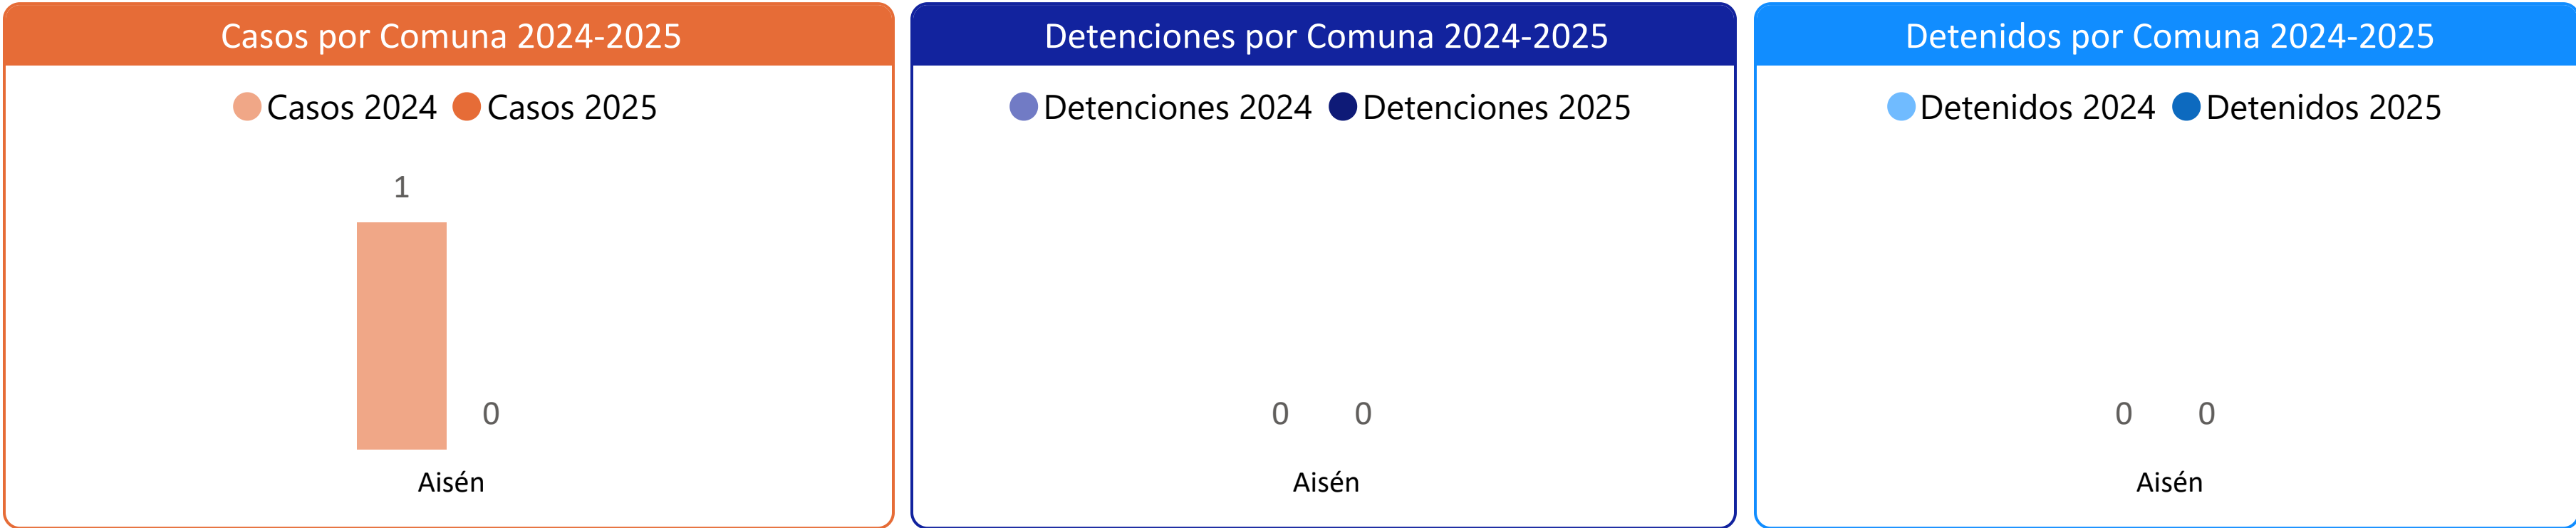 Casos por Comuna 2024-2025
Casos 2024 Casos 2025
1
0
Aisén
Detenciones por Comuna 2024-2025
Detenciones 2024 Detenciones 2025
0 0
Aisén
Detenidos por Comuna 2024-2025
Detenidos 2024 Detenidos 2025
0 0
Aisén